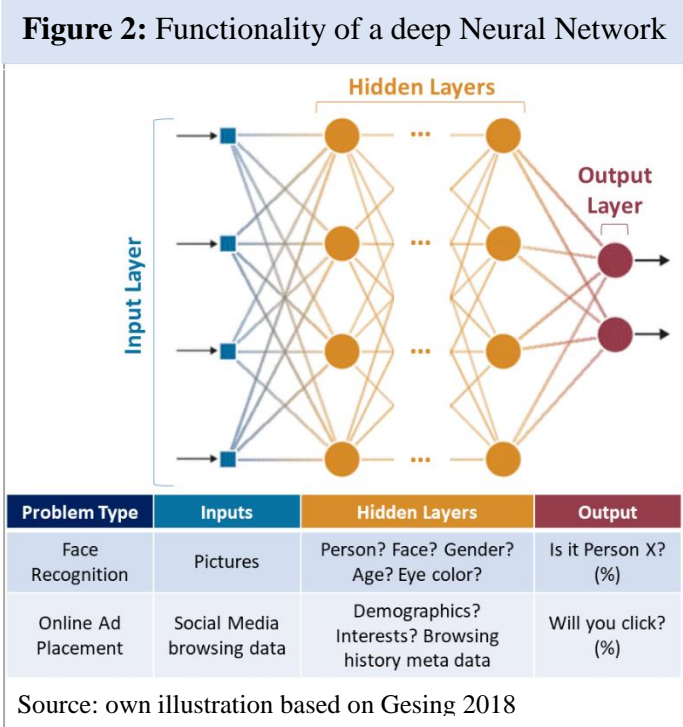 Figure 2: Functionality of a deep Neural Network
Hidden Layers
Output
Layer
Input Layer
...
...
...
...
Problem Type Inputs Hidden Layers Output
Face
Recognition
Pictures
Person? Face? Gender?
Age? Eye color?
Is it Person X?
(%)
Online Ad
Placement
Social Media
browsing data
Demographics?
Interests? Browsing
history meta data
Will you click?
(%)
Source: own illustration based on Gesing 2018